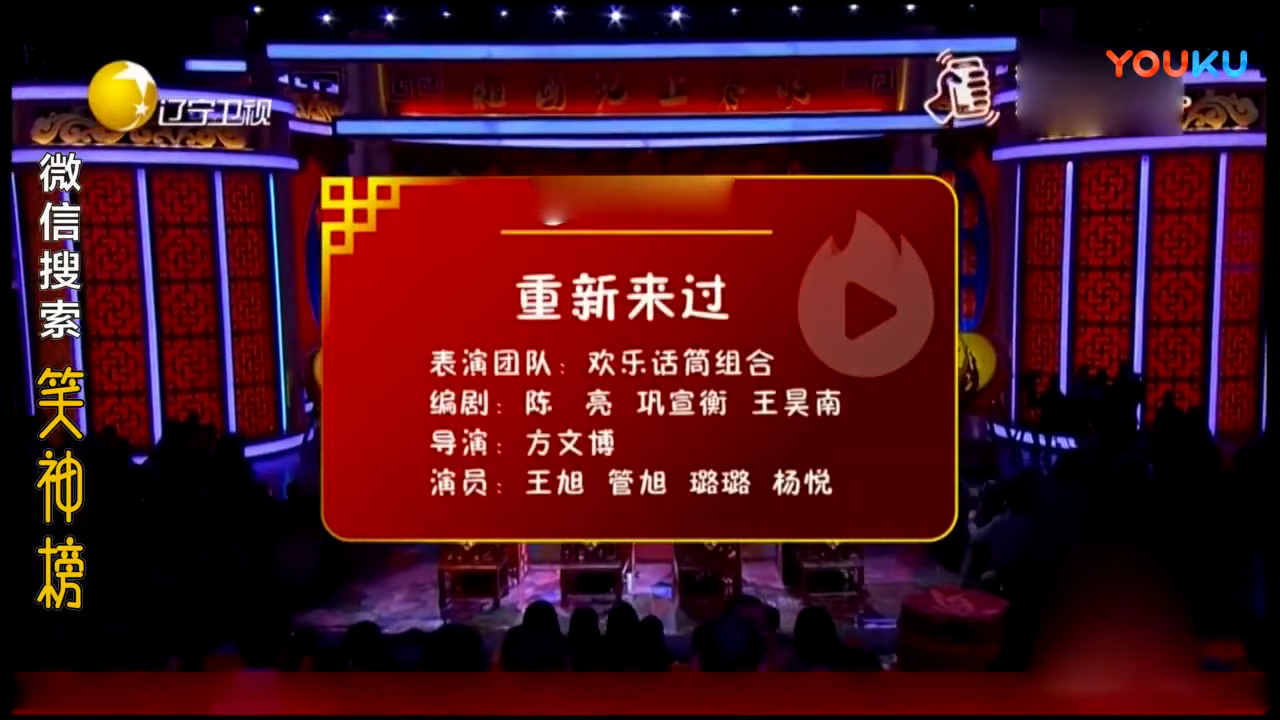 YOUKU
辽宁卫视
微信搜索 笑神榜
重新来过
表演团队：欢乐话筒组合
编剧：陈 亮 巩宣衡 王昊南
导演：方文博
演员：王旭 管旭 璐璐 杨悦